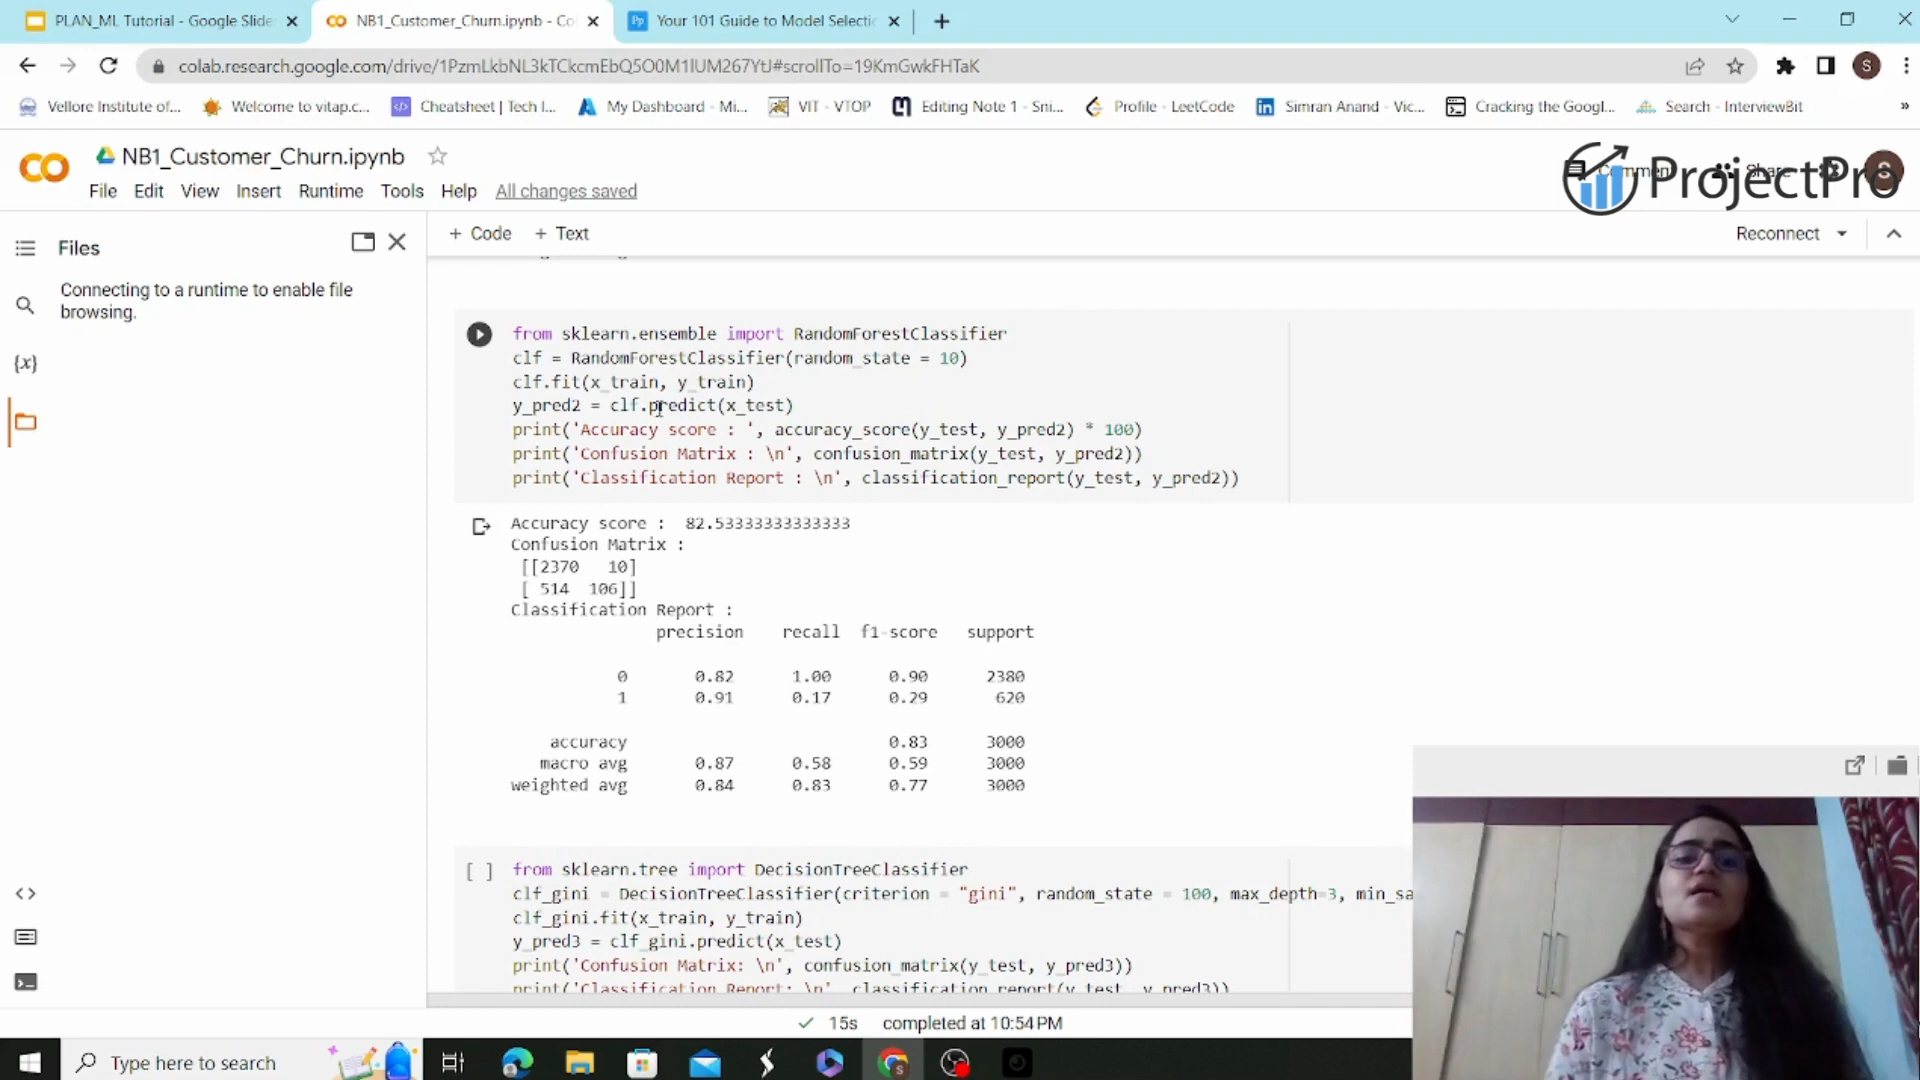 PLAN_ML Tutorial - Google Slide
NB1_Customer_Churn.ipynb - Co
Your 101 Guide to Model Selecti
colab.research.google.com/drive/1PzmLkbNL3kTCkcmEbQ5O0M1lUM267YtJ#scrollTo=19KmGwkFHTaK
S
Vellore Institute of...
Welcome to vitap.c...
Cheatsheet | Tech I...
My Dashboard - Mi...
VIT - VTOP
Editing Note 1 - Sni...
Profile - LeetCode
Simran Anand - Vic...
Cracking the Googl...
Search - InterviewBit
»
NB1_Customer_Churn.ipynb
ProjectPro
File Edit View Insert Runtime Tools Help All changes saved
Files
+ Code + Text
Reconnect
Connecting to a runtime to enable file
browsing.
{x}
from sklearn.ensemble import RandomForestClassifier
clf = RandomForestClassifier(random_state = 10)
clf.fit(x_train, y_train)
y_pred2 = clf.predict(x_test)
print('Accuracy score : ', accuracy_score(y_test, y_pred2) * 100)
print('Confusion Matrix : \n', confusion_matrix(y_test, y_pred2))
print('Classification Report : \n', classification_report(y_test, y_pred2))
Accuracy score : 82.53333333333333
Confusion Matrix :
[[2370 10]
[ 514 106]]
Classification Report :
precision recall f1-score support
0 0.82 1.00 0.90 2380
1 0.91 0.17 0.29 620
accuracy 0.83 3000
macro avg 0.87 0.58 0.59 3000
weighted avg 0.84 0.83 0.77 3000
[ ] from sklearn.tree import DecisionTreeClassifier
clf_gini = DecisionTreeClassifier(criterion = "gini", random_state = 100, max_depth=3, min_sa
clf_gini.fit(x_train, y_train)
y_pred3 = clf_gini.predict(x_test)
print('Confusion Matrix: \n', confusion_matrix(y_test, y_pred3))
print('Classification Report: \n', classification_report(y_test, y_pred3))
15s completed at 10:54 PM
Type here to search